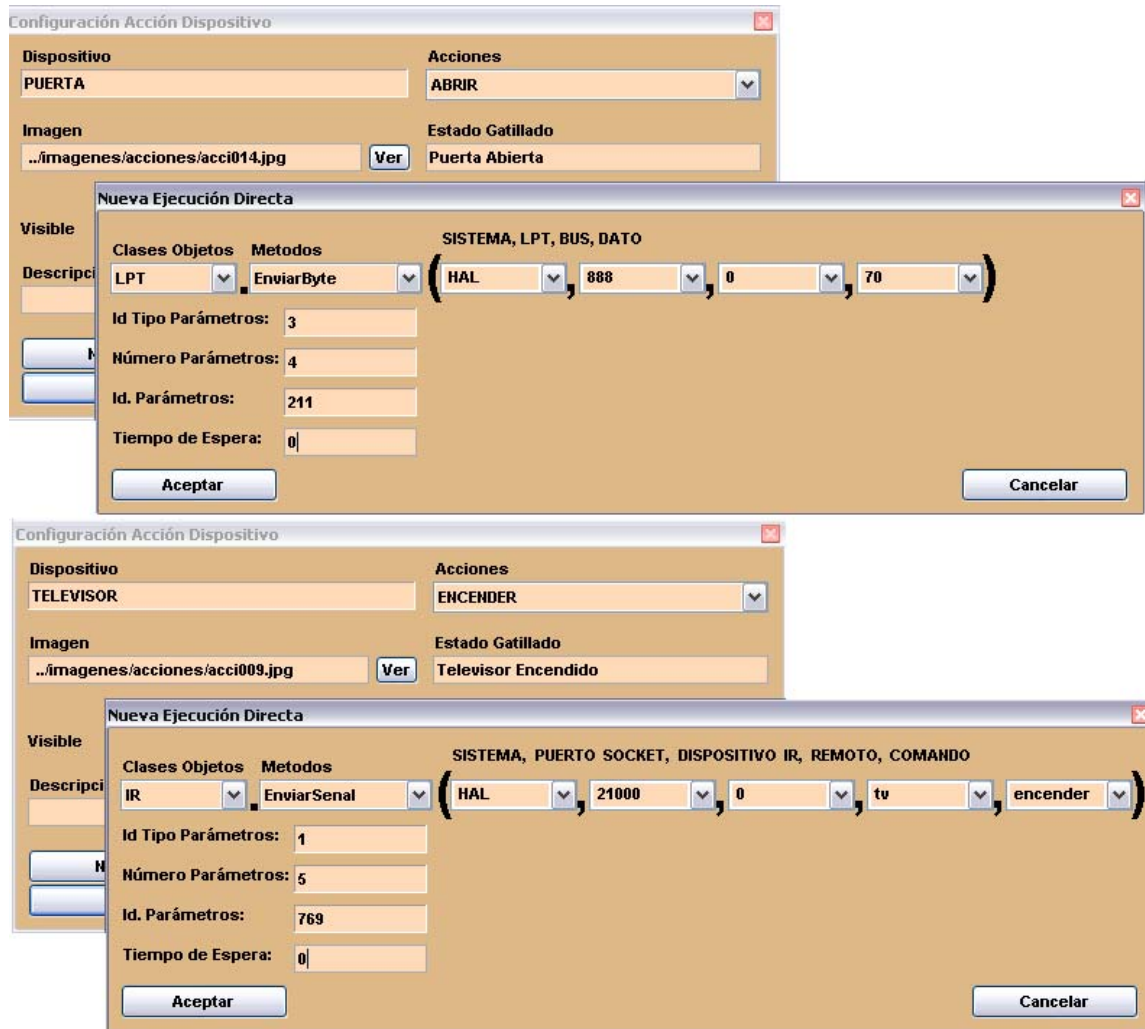 Configuración Acción Dispositivo
Dispositivo Acciones
PUERTA ABRIR
Imagen Estado Gatillado
../imagenes/acciones/acci014.jpg Ver Puerta Abierta
Nueva Ejecución Directa
Visible
SISTEMA, LPT, BUS, DATO
Clases Objetos Metodos
Descripci
LPT . EnviarByte ( HAL , 888 , 0 , 70 )
Id Tipo Parámetros: 3
Número Parámetros: 4
Id. Parámetros: 211
Tiempo de Espera: 0
Aceptar Cancelar
Configuración Acción Dispositivo
Dispositivo Acciones
TELEVISOR ENCENDER
Imagen Estado Gatillado
../imagenes/acciones/acci009.jpg Ver Televisor Encendido
Nueva Ejecución Directa
Visible
SISTEMA, PUERTO SOCKET, DISPOSITIVO IR, REMOTO, COMANDO
Clases Objetos Metodos
Descripci
IR . EnviarSenal ( HAL , 21000 , 0 , tv , encender )
Id Tipo Parámetros: 1
Número Parámetros: 5
Id. Parámetros: 769
Tiempo de Espera: 0
Aceptar Cancelar